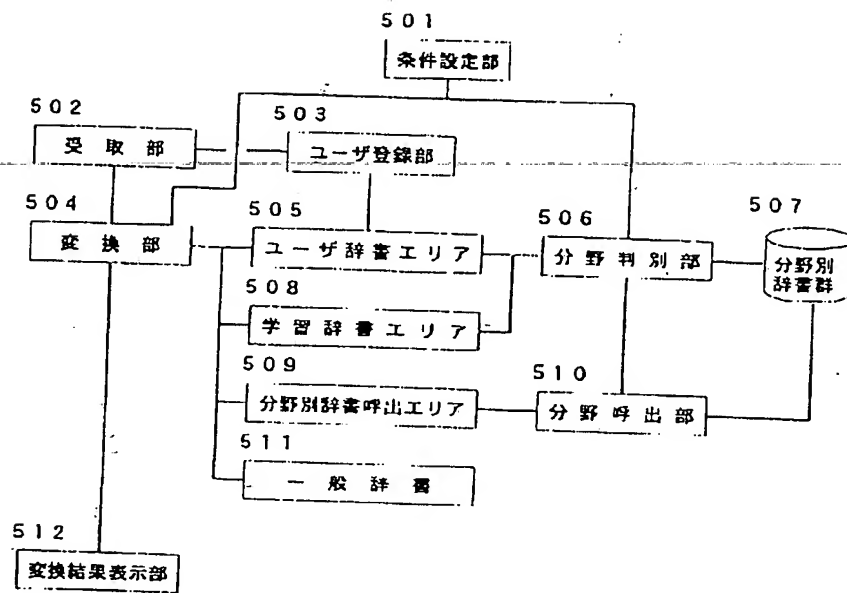 501
条件設定部
502
受取部
503
ユーザ登録部
504
変換部
505
ユーザ辞書エリア
506
分野判別部
507
分野別
辞書群
508
学習辞書エリア
509
分野別辞書呼出エリア
510
分野呼出部
511
一般辞書
512
変換結果表示部